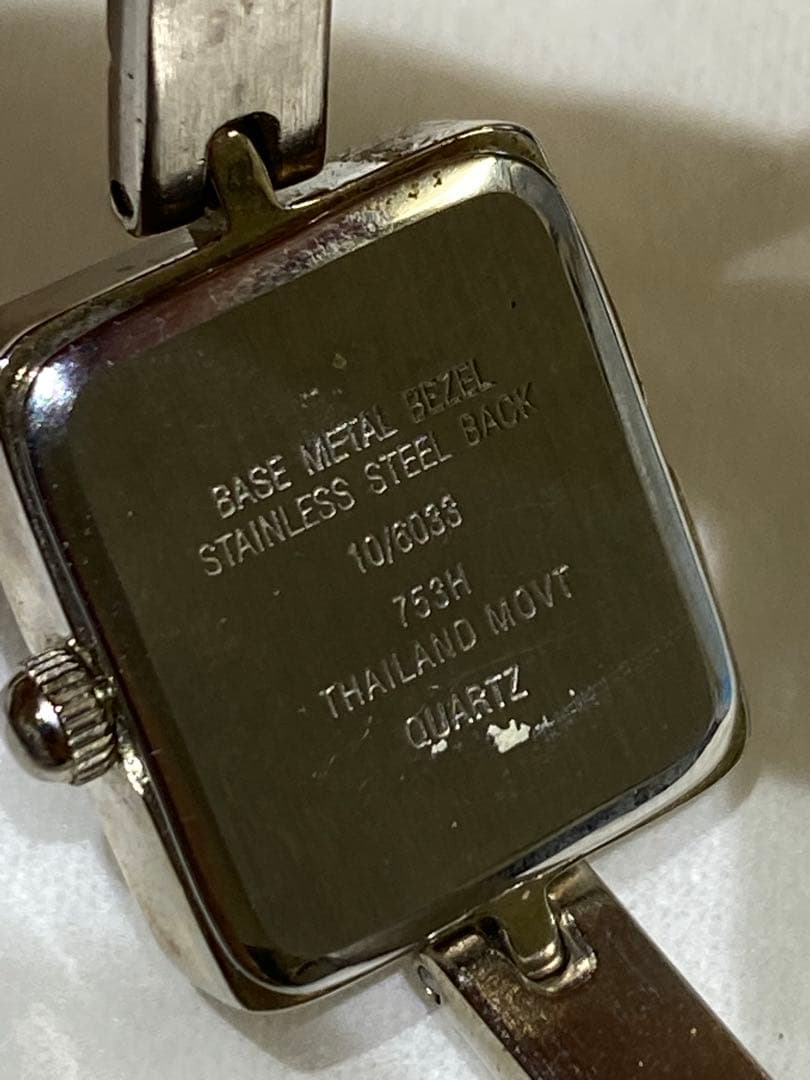 BASE METAL BEZEL
STAINLESS STEEL BACK
10/6033
753H
THAILAND MOVT
QUARTZ